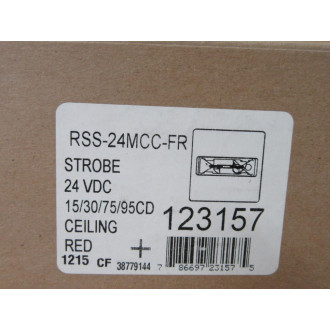 RSS-24MCC-FR
STROBE
24 VDC
15/30/75/95CD
CEILING
RED
123157
1215 CF 38779144
7 86697 23157 5